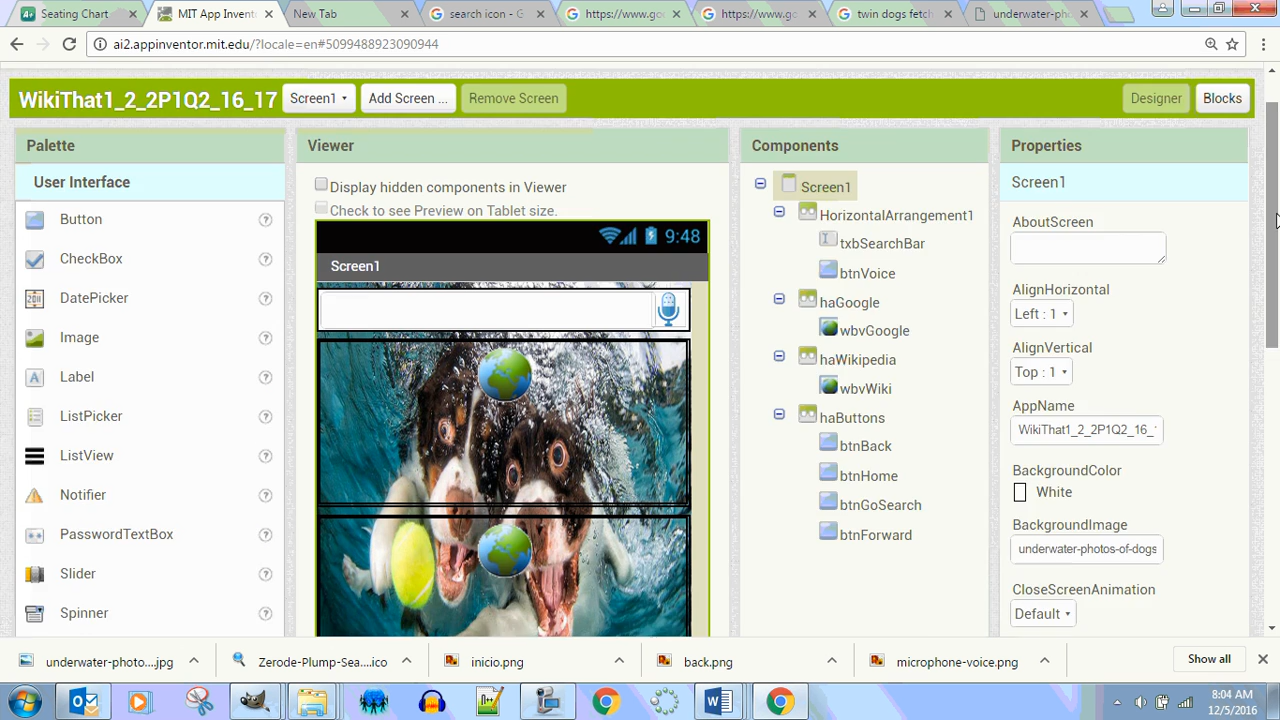 Seating Chart
MIT App Invent
New Tab
search icon - G
https://www.go
https://www.go
twin dogs fetch
underwater-pho
ai2.appinventor.mit.edu/?locale=en#5099488923090944
WikiThat1_2_2P1Q2_16_17
Screen1
Add Screen ...
Remove Screen
Designer
Blocks
Palette
Viewer
Components
Properties
User Interface
Button
CheckBox
DatePicker
Image
Label
ListPicker
ListView
Notifier
PasswordTextBox
Slider
Spinner
Display hidden components in Viewer
Check to see Preview on Tablet size.
9:48
Screen1
Screen1
HorizontalArrangement1
txbSearchBar
btnVoice
haGoogle
wbvGoogle
haWikipedia
wbvWiki
haButtons
btnBack
btnHome
btnGoSearch
btnForward
Screen1
AboutScreen
AlignHorizontal
Left : 1
AlignVertical
Top : 1
AppName
WikiThat1_2_2P1Q2_16_
BackgroundColor
White
BackgroundImage
underwater-photos-of-dogs
CloseScreenAnimation
Default
underwater-photo....jpg
Zerode-Plump-Sea....ico
inicio.png
back.png
microphone-voice.png
Show all
8:04 AM
12/5/2016